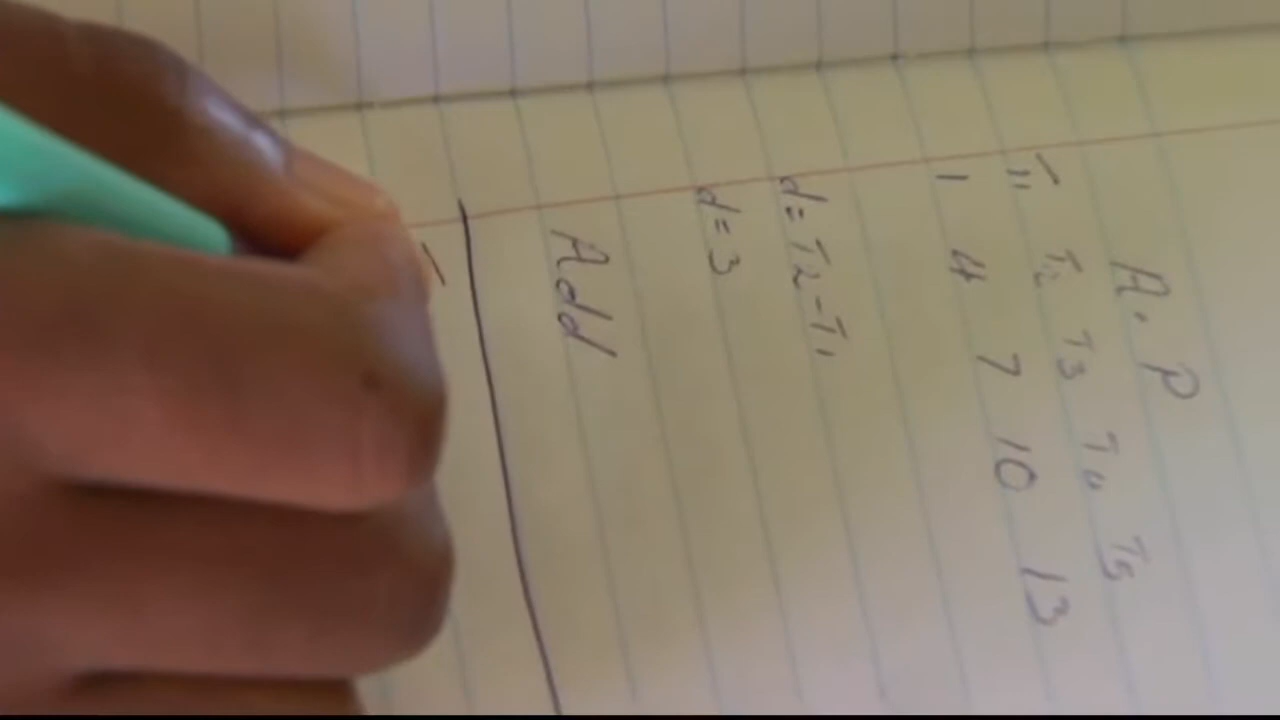 A.P
T1 T2 T3 T4 T5
1 4 7 10 13
d = T2 - T1
d = 3
Add